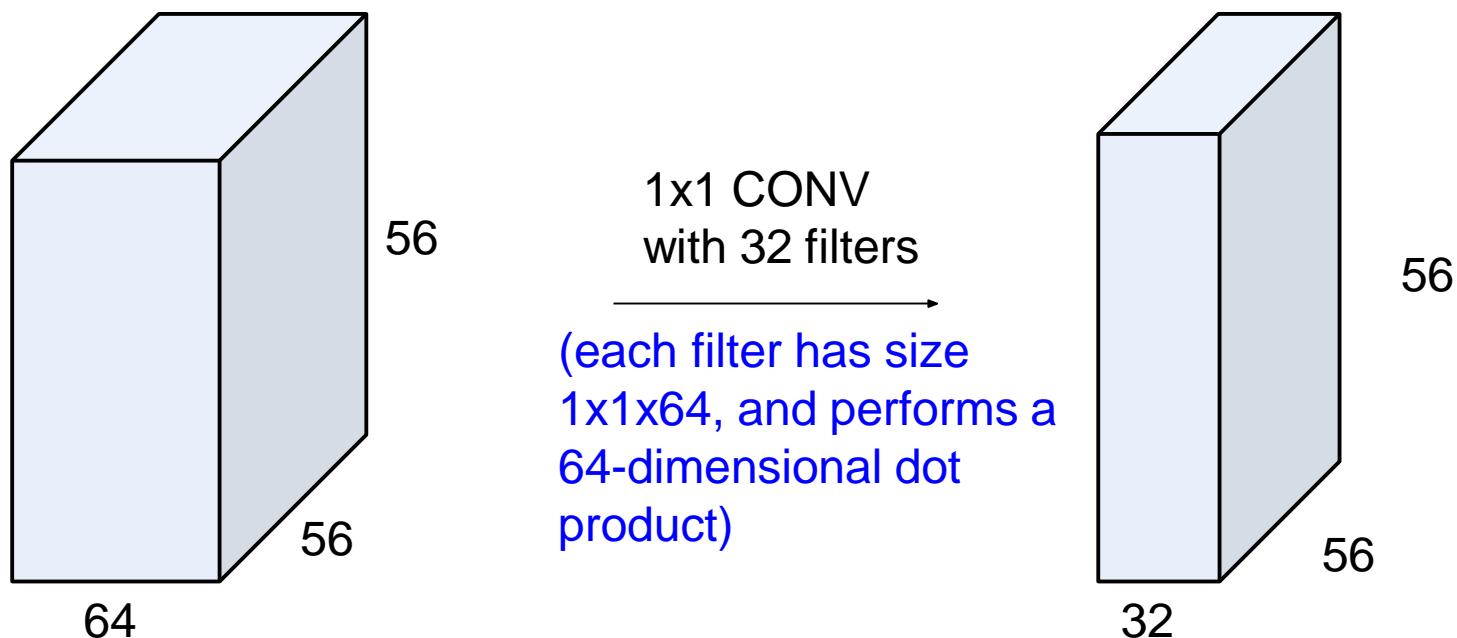 56
56
64
1x1 CONV
with 32 filters
(each filter has size
1x1x64, and performs a
64-dimensional dot
product)
56
56
32